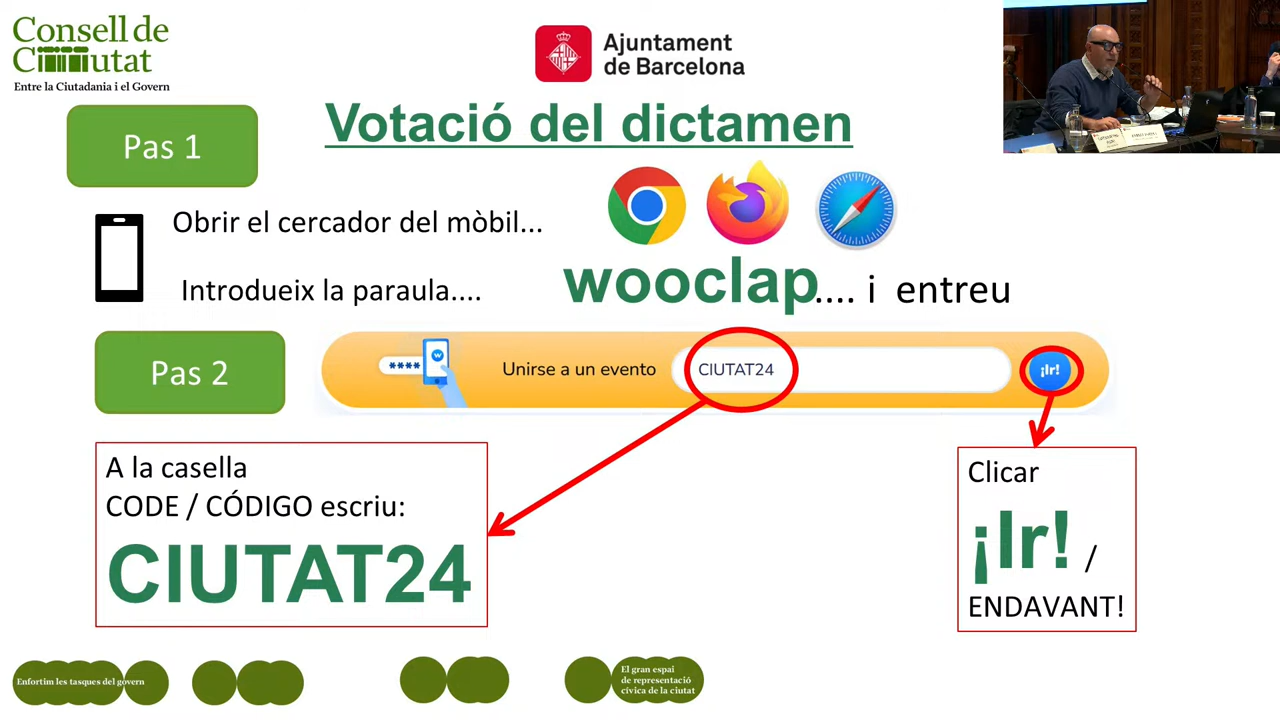 Consell de
Ciutat
Entre la Ciutadania i el Govern
Ajuntament
de Barcelona
Pas 1
Votació del dictamen
Obrir el cercador del mòbil...
Introdueix la paraula....
wooclap.... i entreu
Pas 2
****
W
Unirse a un evento
CIUTAT24
¡Ir!
A la casella
CODE / CÓDIGO escriu:
CIUTAT24
Clicar
¡Ir! /
ENDAVANT!
Enfortim les tasques del govern
El gran espai
de representació
cívica de la ciutat